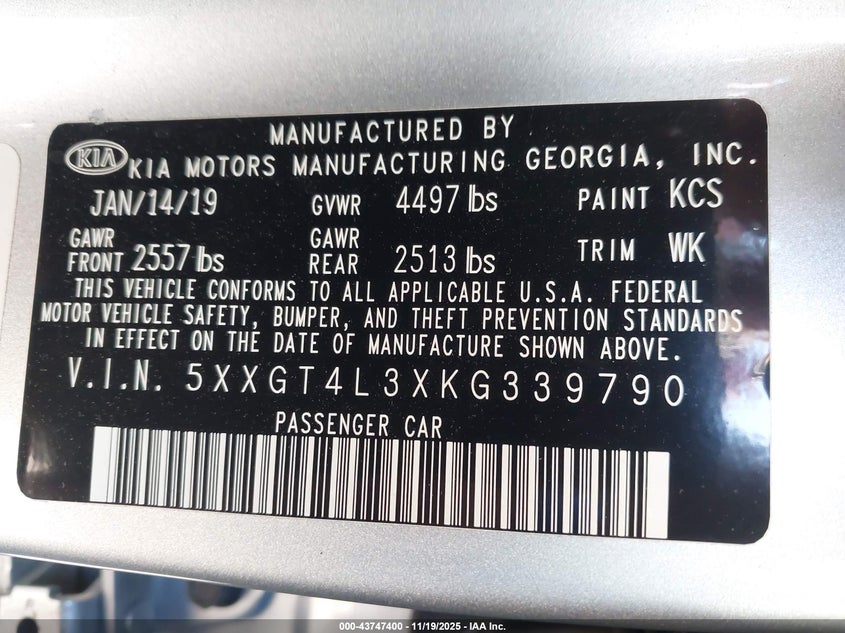 MANUFACTURED BY
KIA KIA MOTORS MANUFACTURING GEORGIA, INC.
JAN/14/19 GVWR 4497 lbs PAINT KCS
GAWR FRONT 2557 lbs GAWR REAR 2513 lbs TRIM WK
THIS VEHICLE CONFORMS TO ALL APPLICABLE U.S.A. FEDERAL
MOTOR VEHICLE SAFETY, BUMPER, AND THEFT PREVENTION STANDARDS
IN EFFECT ON THE DATE OF MANUFACTURE SHOWN ABOVE.
V.I.N. 5XXGT4L3XKG339790
PASSENGER CAR
000-43747400 - 11/19/2025 - IAA Inc.